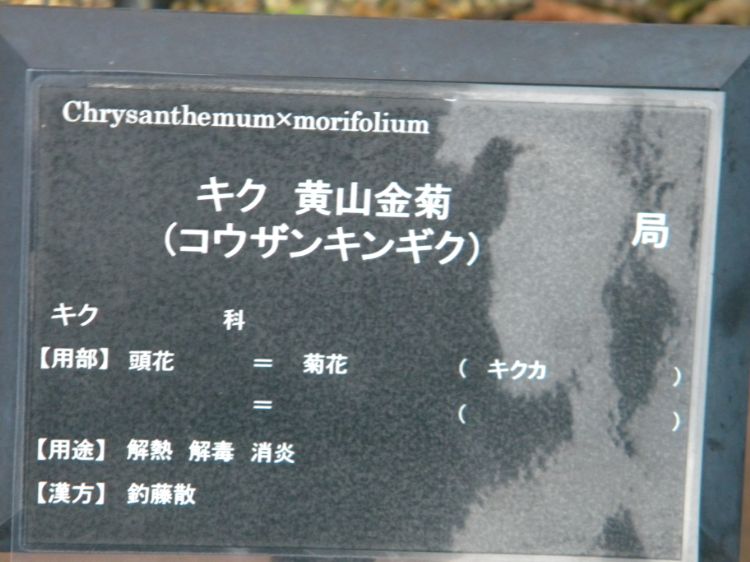 Chrysanthemum×morifolium
キク 黄山金菊
(コウザンキンギク) 局
キク 科
【用部】 頭花 = 菊花 ( キクカ )
= ( )
【用途】 解熱 解毒 消炎
【漢方】 釣藤散